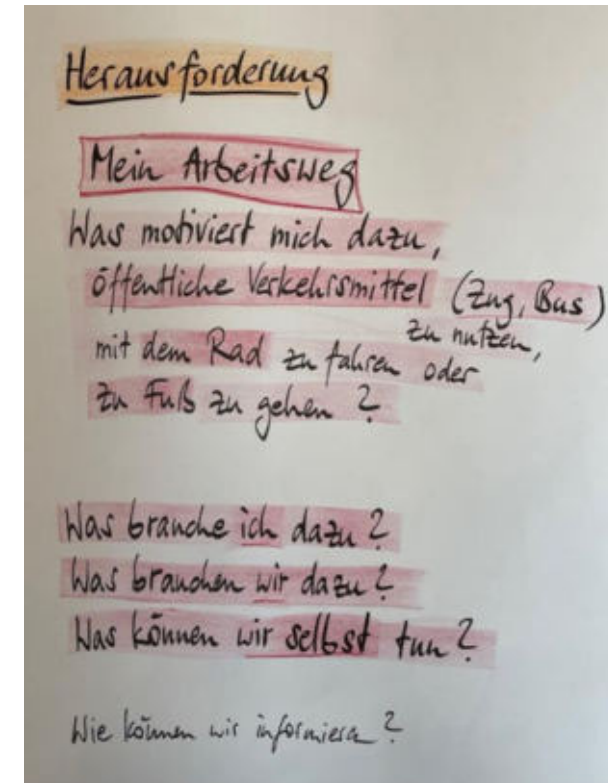 Herausforderung
Mein Arbeitsweg
Was motiviert mich dazu,
öffentliche Verkehrsmittel (Zug, Bus)
zu nutzen,
mit dem Rad zu fahren oder
zu Fuß zu gehen?
Was brauche ich dazu?
Was brauchen wir dazu?
Was können wir selbst tun?
Wie können wir informieren?